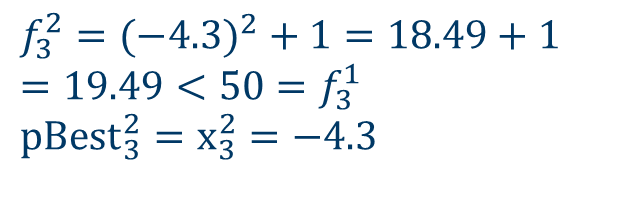 f₃² = (−4.3)² + 1 = 18.49 + 1
= 19.49 < 50 = f₃¹
pBest₃² = x₃² = −4.3